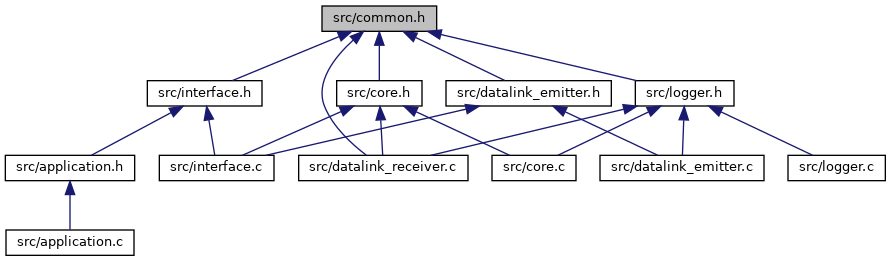 src/common.h
src/interface.h
src/core.h
src/datalink_emitter.h
src/logger.h
src/application.h
src/interface.c
src/datalink_receiver.c
src/core.c
src/datalink_emitter.c
src/logger.c
src/application.c